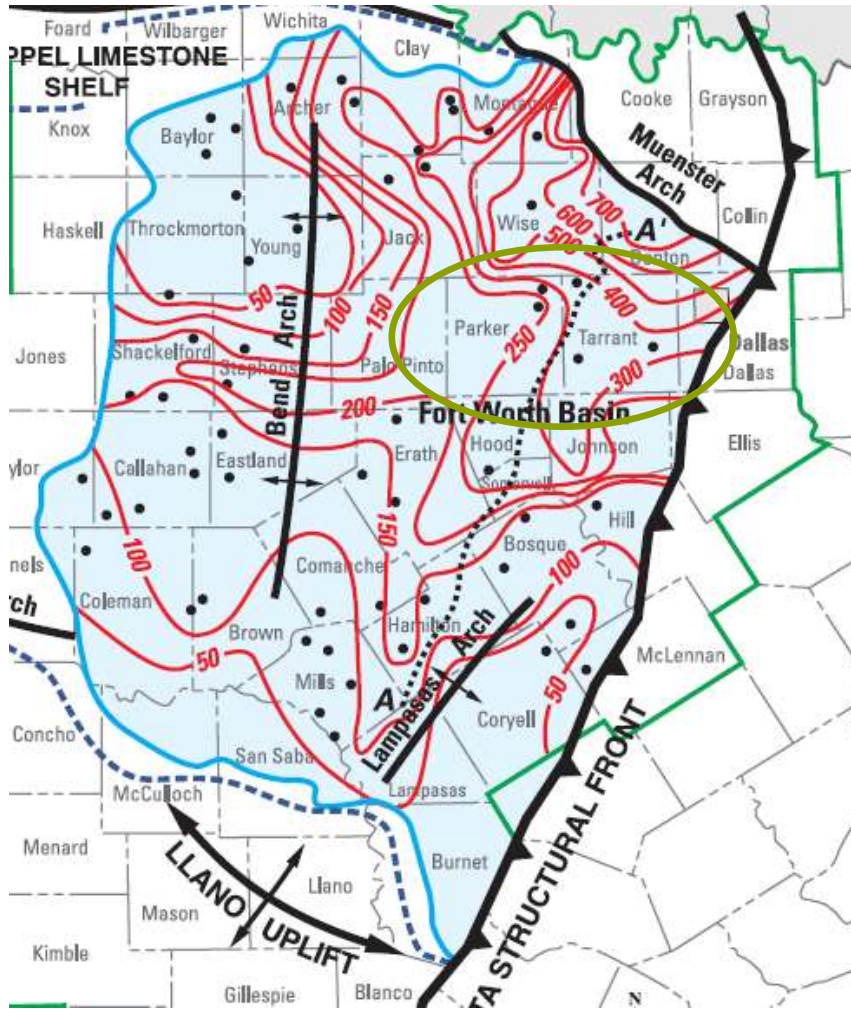 Foard
Wilbarger
Wichita
Clay
PPEL LIMESTONE
SHELF
Knox
Archer
Montague
Cooke
Grayson
Baylor
Muenster
Arch
Collin
Haskell
Throckmorton
Young
Jack
Wise
700
600
500
A'
Denton
50
100
150
400
Jones
Shackelford
Stephens
Palo Pinto
Parker
250
Tarrant
Dallas
Dallas
Bend Arch
200
300
Fort Worth Basin
Callahan
Eastland
Erath
Hood
Johnson
Ellis
ylor
Somervell
Hill
100
150
Bosque
nels
Comanche
100
rch
Coleman
Brown
Hamilton
McLennan
50
Mills
A
Lampasas Arch
Coryell
50
Concho
San Saba
Lampasas
McCulloch
Menard
Burnet
LLANO UPLIFT
Llano
Mason
Kimble
TA STRUCTURAL FRONT
Gillespie
Blanco
N